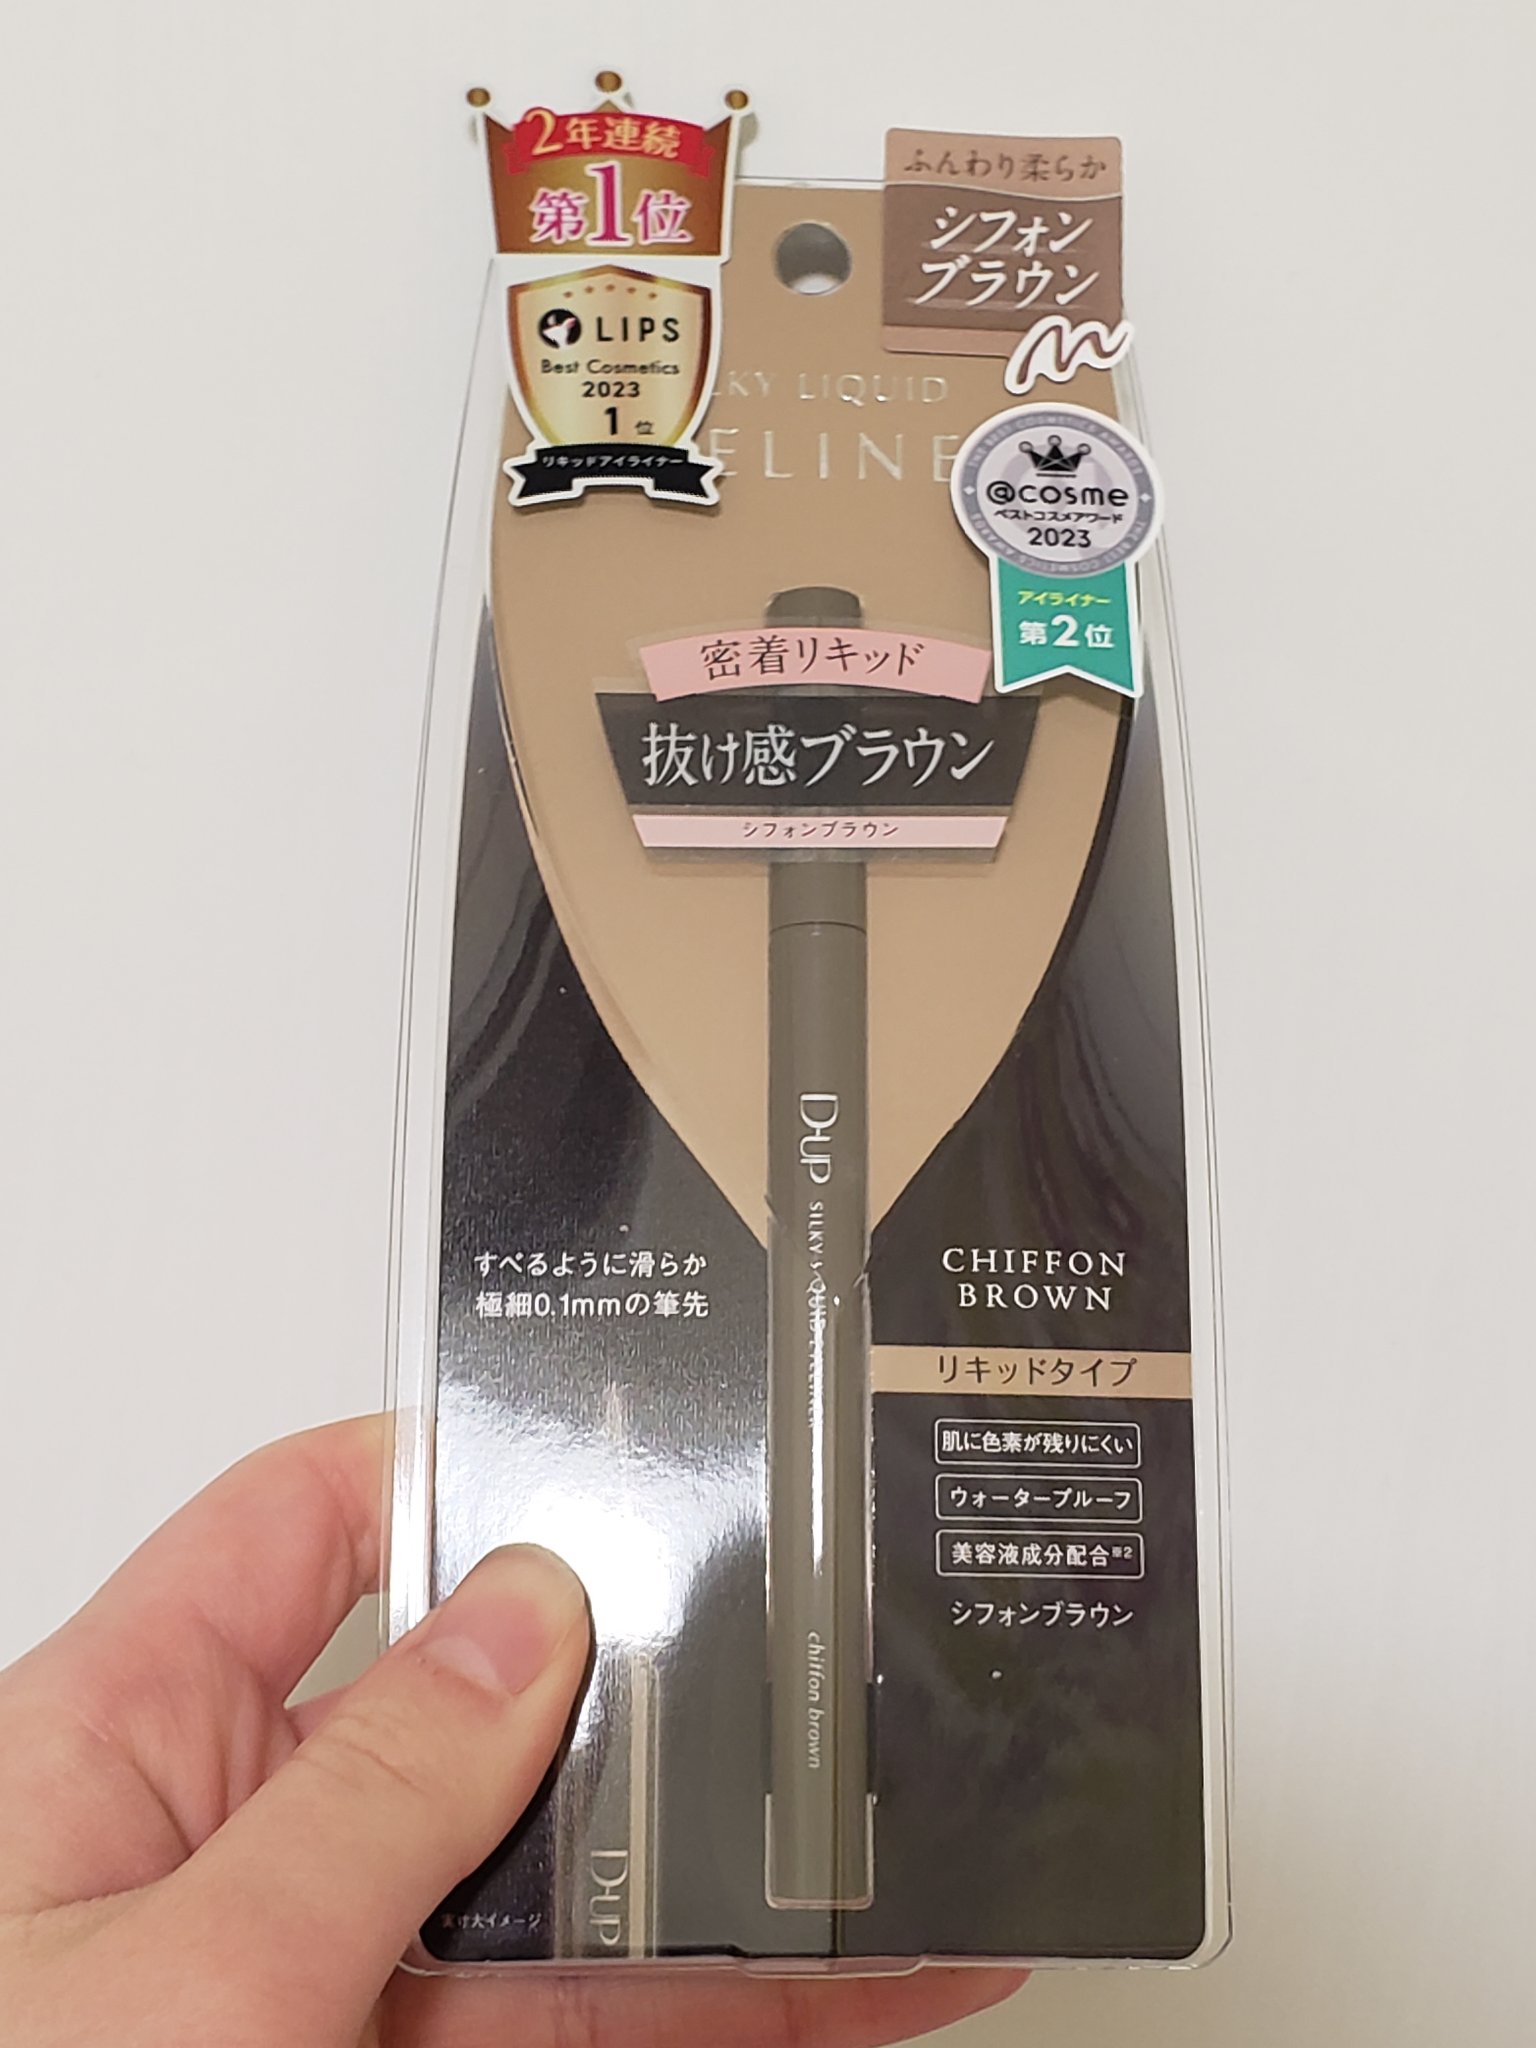 2年連続
第1位
LIPS
Best Cosmetics
2023
1位
リキッドアイライナー
ふんわり柔らか
シフォン
ブラウン
LIQUID
@cosme
ベストコスメアワード
2023
THE BEST COSMETICS AWARDS
アイライナー
第2位
密着リキッド
抜け感ブラウン
シフォンブラウン
D-UP
SILKY
chiffon brown
すべるように滑らか
極細0.1mmの筆先
CHIFFON
BROWN
リキッドタイプ
肌に色素が残りにくい
ウォータープルーフ
美容液成分配合※2
シフォンブラウン
D-UP
実寸大イメージ